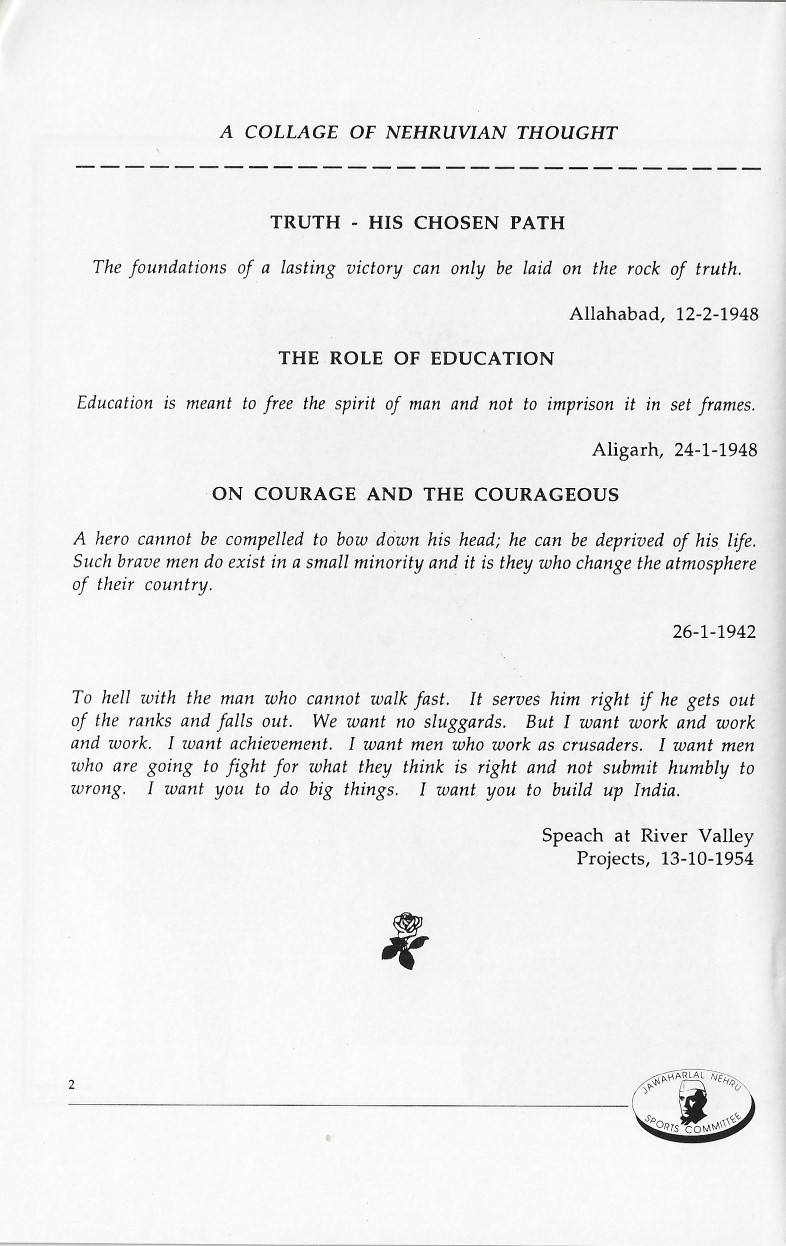 A COLLAGE OF NEHRUVIAN THOUGHT
TRUTH - HIS CHOSEN PATH
The foundations of a lasting victory can only be laid on the rock of truth.
Allahabad, 12-2-1948
THE ROLE OF EDUCATION
Education is meant to free the spirit of man and not to imprison it in set frames.
Aligarh, 24-1-1948
ON COURAGE AND THE COURAGEOUS
A hero cannot be compelled to bow down his head; he can be deprived of his life.
Such brave men do exist in a small minority and it is they who change the atmosphere
of their country.
26-1-1942
To hell with the man who cannot walk fast. It serves him right if he gets out
of the ranks and falls out. We want no sluggards. But I want work and work
and work. I want achievement. I want men who work as crusaders. I want men
who are going to fight for what they think is right and not submit humbly to
wrong. I want you to do big things. I want you to build up India.
Speach at River Valley
Projects, 13-10-1954
2
JAWAHARLAL NEHRU
SPORTS COMMITTEE